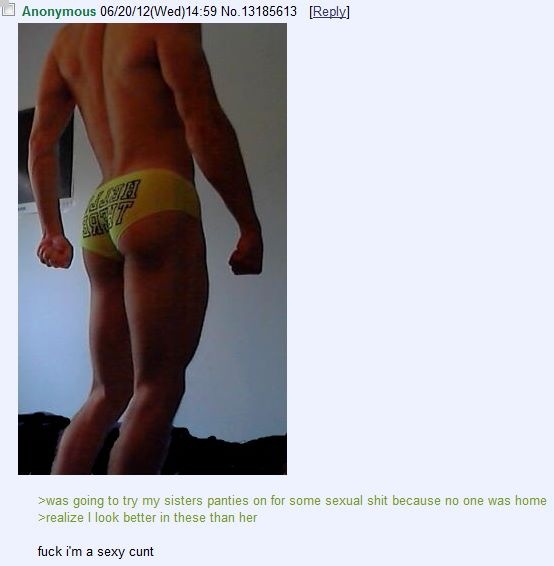 Anonymous 06/20/12(Wed)14:59 No.13185613 [Reply]
>was going to try my sisters panties on for some sexual shit because no one was home
>realize I look better in these than her
fuck i'm a sexy cunt